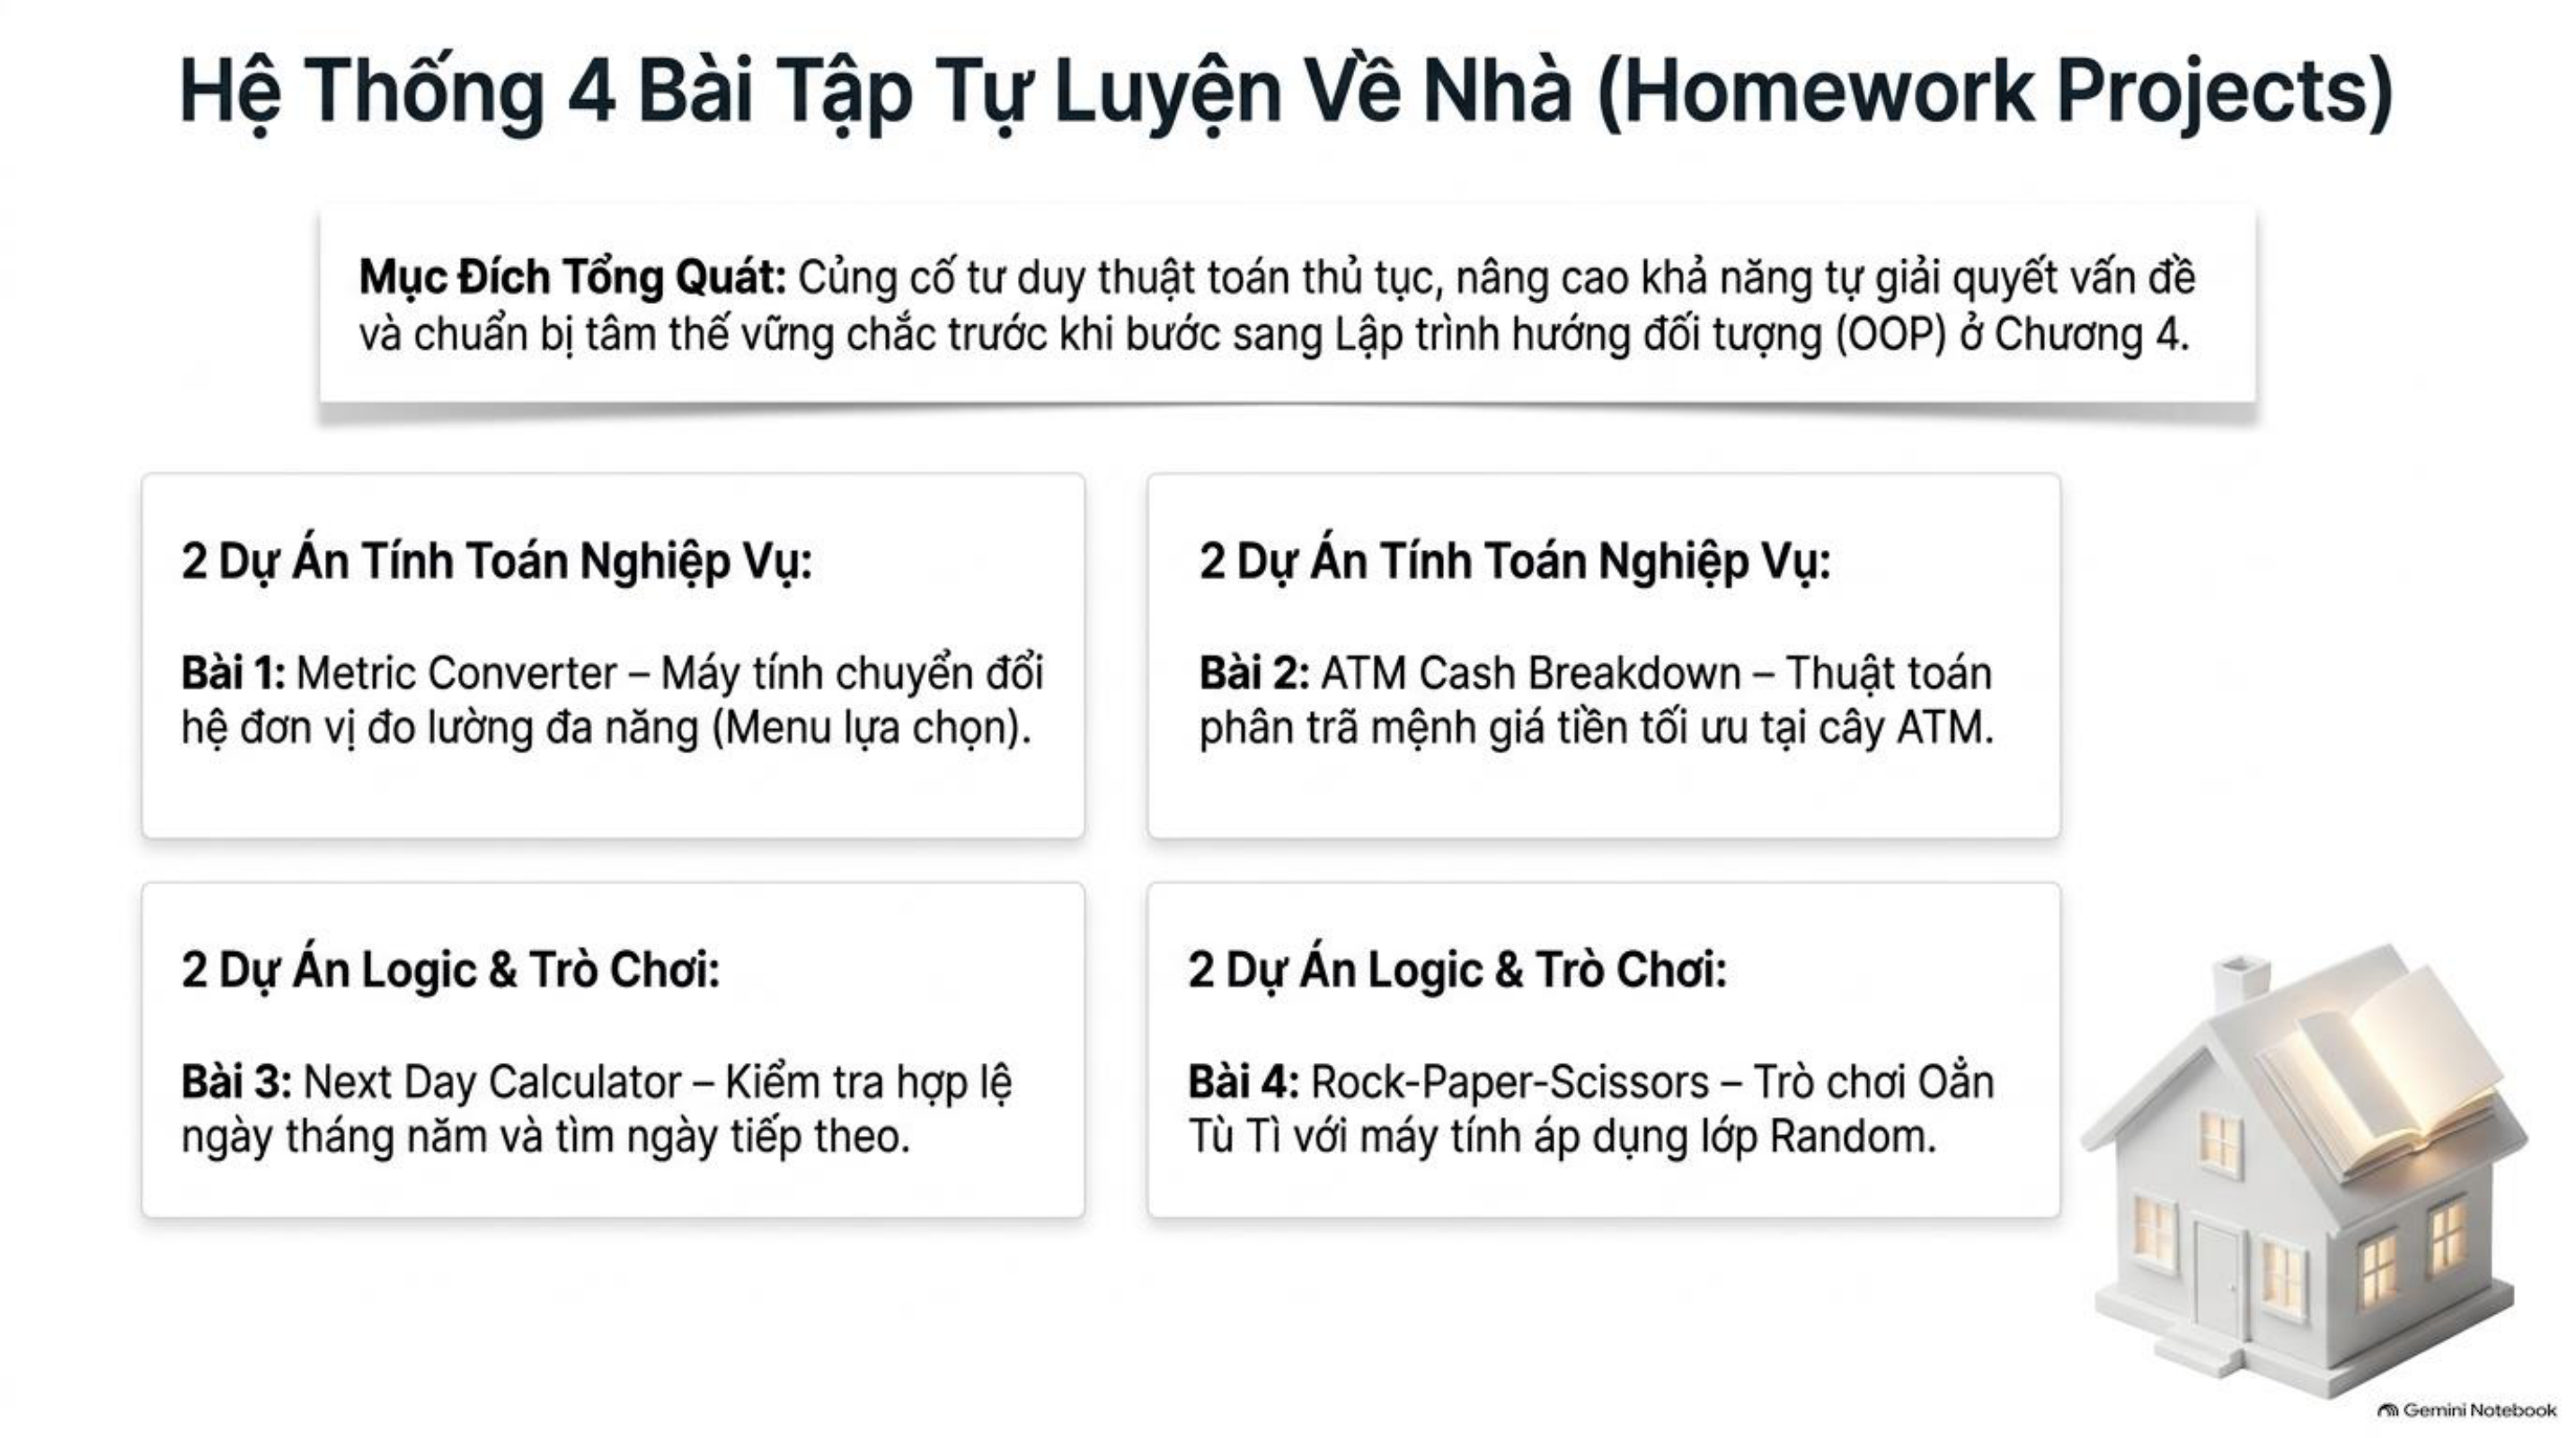 Hệ Thống 4 Bài Tập Tự Luyện Về Nhà (Homework Projects)
Mục Đích Tổng Quát: Củng cố tư duy thuật toán thủ tục, nâng cao khả năng tự giải quyết vấn đề
và chuẩn bị tâm thế vững chắc trước khi bước sang Lập trình hướng đối tượng (OOP) ở Chương 4.
2 Dự Án Tính Toán Nghiệp Vụ:
Bài 1: Metric Converter – Máy tính chuyển đổi
hệ đơn vị đo lường đa năng (Menu lựa chọn).
2 Dự Án Tính Toán Nghiệp Vụ:
Bài 2: ATM Cash Breakdown – Thuật toán
phân trã mệnh giá tiền tối ưu tại cây ATM.
2 Dự Án Logic & Trò Chơi:
Bài 3: Next Day Calculator – Kiểm tra hợp lệ
ngày tháng năm và tìm ngày tiếp theo.
2 Dự Án Logic & Trò Chơi:
Bài 4: Rock-Paper-Scissors – Trò chơi Oẳn
Tù Tì với máy tính áp dụng lớp Random.
Gemini Notebook